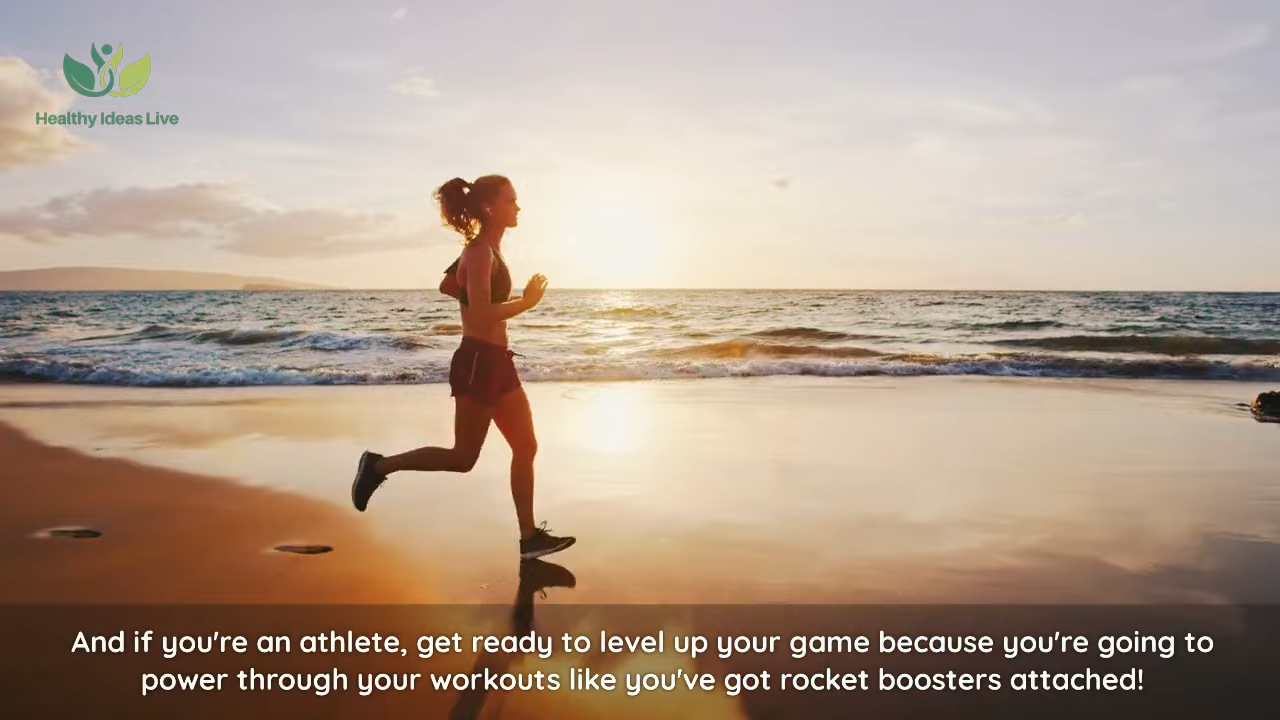 Healthy Ideas Live
And if you're an athlete, get ready to level up your game because you're going to
power through your workouts like you've got rocket boosters attached!